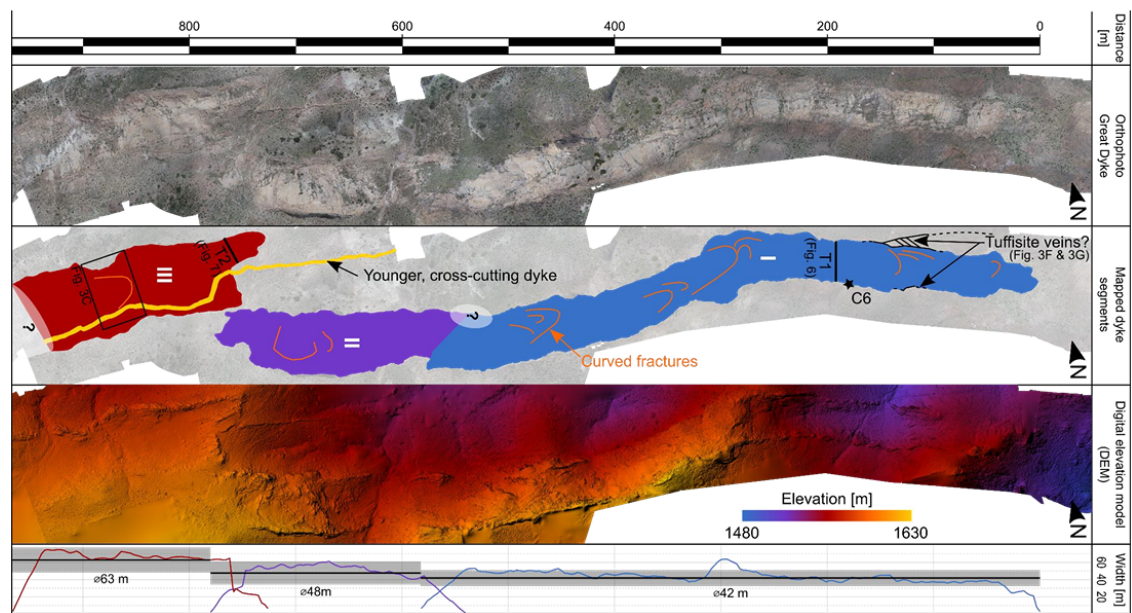 800
600
400
200
0
Distance
[m]
Orthophoto
Great Dyke
N
Mapped dyke
segments
III
II
I
T2
(Fig. 7)
Fig. 3C
?
Younger, cross-cutting dyke
?
Curved fractures
T1
(Fig. 6)
C6
Tuffisite veins?
(Fig. 3F & 3G)
N
Digital elevation model
(DEM)
Elevation [m]
1480
1630
N
Width [m]
60
40
20
⌀63 m
⌀48m
⌀42 m